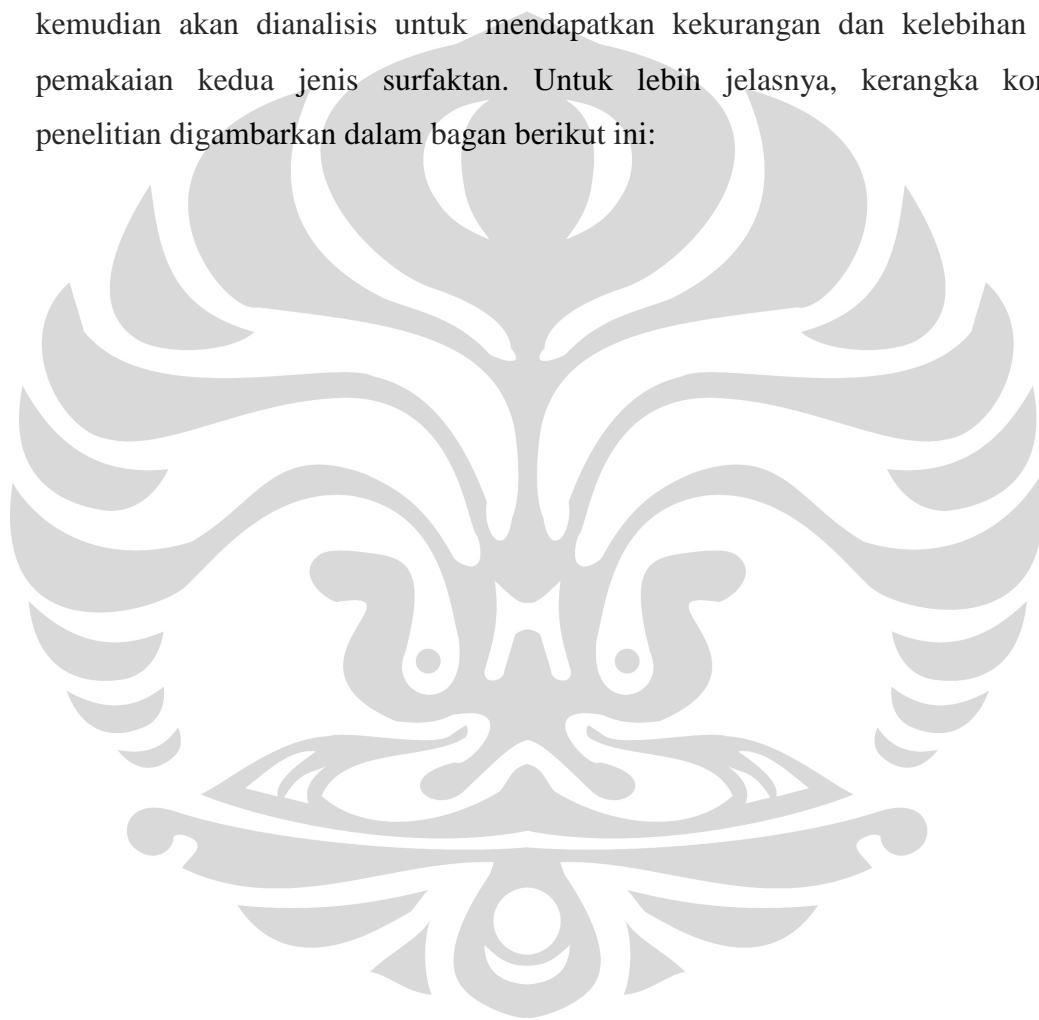 kemudian akan dianalisis untuk mendapatkan kekurangan dan kelebihan
pemakaian kedua jenis surfaktan. Untuk lebih jelasnya, kerangka
penelitian digambarkan dalam bagan berikut ini: